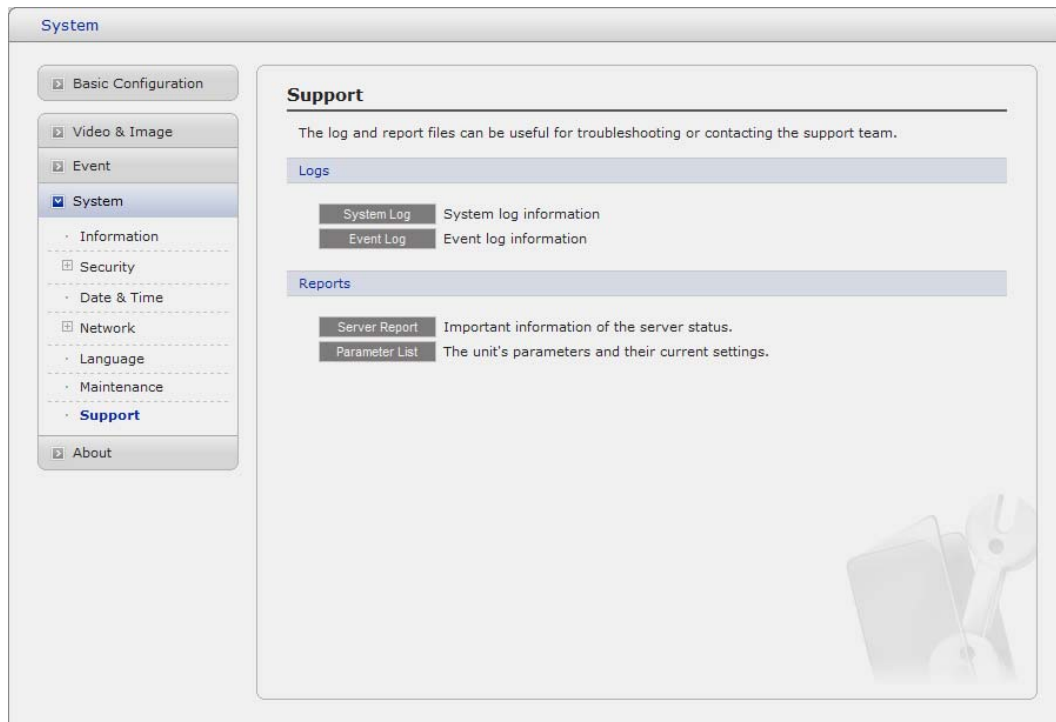 System
Basic Configuration
Video & Image
Event
System
Information
Security
Date & Time
Network
Language
Maintenance
Support
About
Support
The log and report files can be useful for troubleshooting or contacting the support team.
Logs
System Log System log information
Event Log Event log information
Reports
Server Report Important information of the server status.
Parameter List The unit's parameters and their current settings.